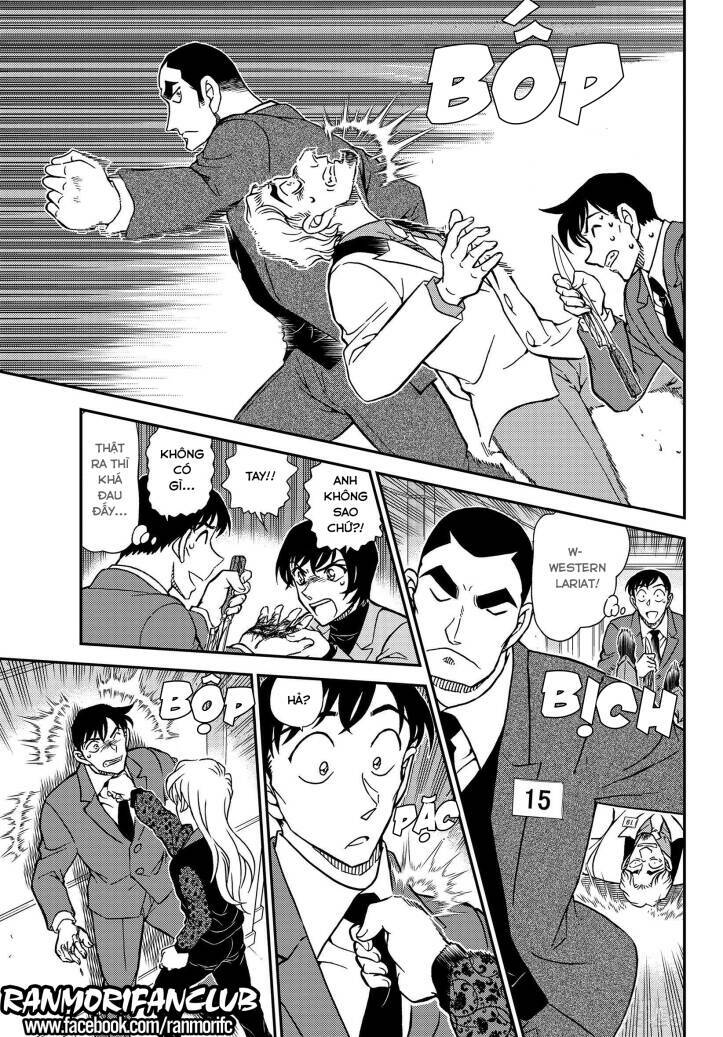 BỐP
W-
WESTERN
LARIAT!
BỊCH
15
ANH
KHÔNG
SAO
CHỨ?!
TAY!!
KHÔNG
CÓ
GÌ...
THẬT
RA THÌ
KHÁ
ĐAU
ĐẤY...
HẢ?
PẶC
BỘP
RANMORIFANCLUB
www.facebook.com/ranmorifc